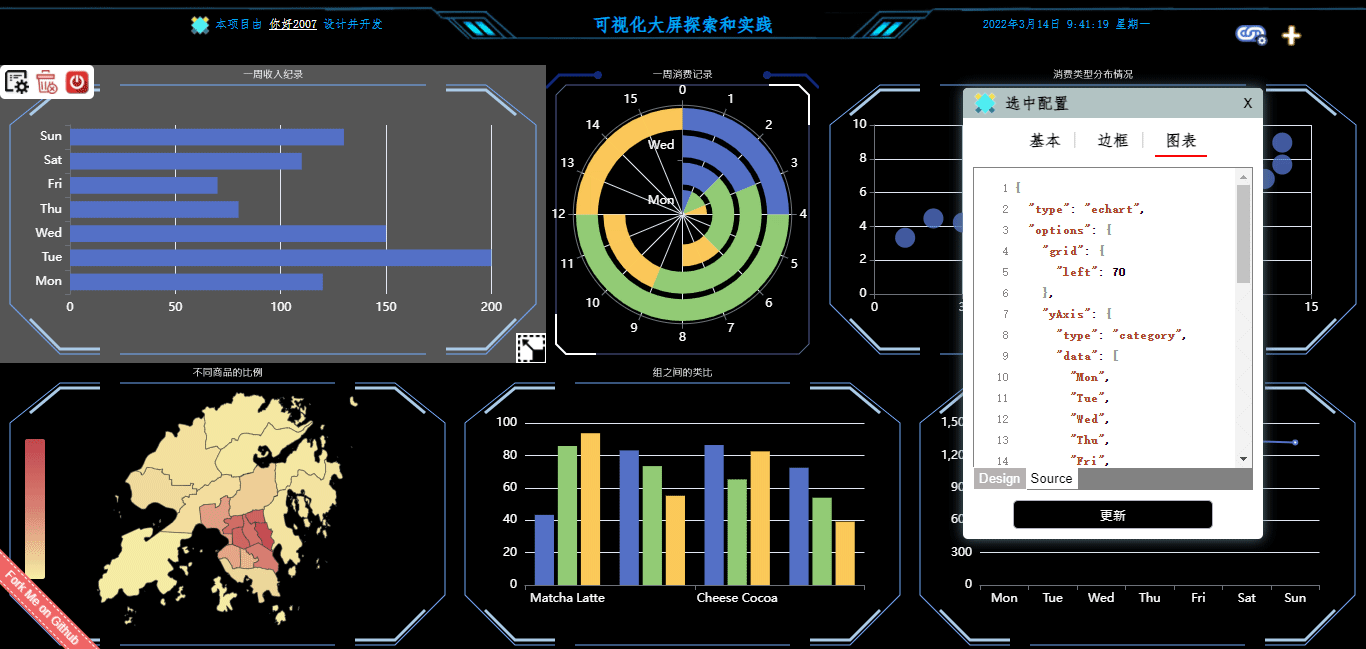 本项目由 你好2007 设计并开发
可视化大屏探索和实践
2022年3月14日 9:41:19 星期一
一周收入纪录
Sun
Sat
Fri
Thu
Wed
Tue
Mon
0 50 100 150 200
一周消费记录
0
1
2
3
4
5
6
7
8
9
10
11
12
13
14
15
Wed
Mon
消费类型分布情况
10
8
6
4
2
0
0 3 15
选中配置 X
基本 边框 图表
1 {
2 "type": "echart",
3 "options": {
4 "grid": {
5 "left": 70
6 },
7 "yAxis": {
8 "type": "category",
9 "data": [
10 "Mon",
11 "Tue",
12 "Wed",
13 "Thu",
14 "Fri",
Design Source
更新
不同商品的比例
Fork Me on Github
组之间的类比
100
80
60
40
20
0
Matcha Latte Cheese Cocoa
300
0
Mon Tue Wed Thu Fri Sat Sun